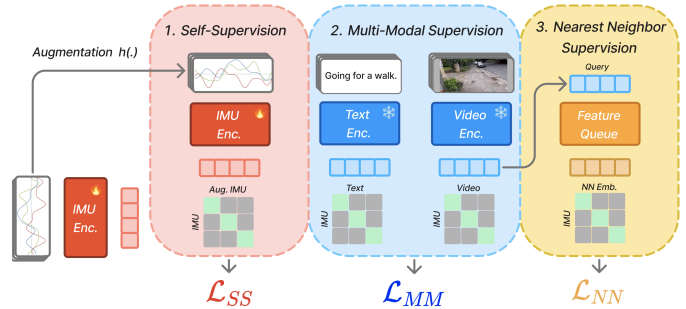 Augmentation h(.)
1. Self-Supervision
IMU
Enc.
Aug. IMU
IMU
2. Multi-Modal Supervision
Going for a walk.
Text
Enc.
Video
Enc.
Text
IMU
Video
IMU
3. Nearest Neighbor
Supervision
Query
Feature
Queue
NN Emb.
IMU
IMU
Enc.
ℒSS
ℒMM
ℒNN